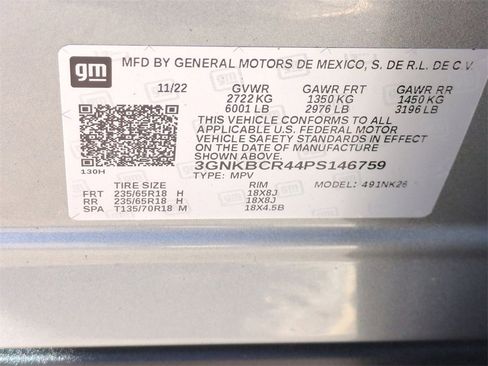 gm
MFD BY GENERAL MOTORS DE MEXICO, S. DE R.L. DE C.V.
11/22 GVWR GAWR FRT GAWR RR
2722 KG 1350 KG 1450 KG
6001 LB 2976 LB 3196 LB
THIS VEHICLE CONFORMS TO ALL
APPLICABLE U.S. FEDERAL MOTOR
VEHICLE SAFETY STANDARDS IN EFFECT
ON THE DATE OF MANUFACTURE
SHOWN ABOVE.
3GNKBCR44PS146759
130H TYPE: MPV
TIRE SIZE RIM MODEL: 491NK26
FRT 235/65R18 H 18X8J
RR 235/65R18 H 18X8J
SPA T135/70R18 M 18X4.5B